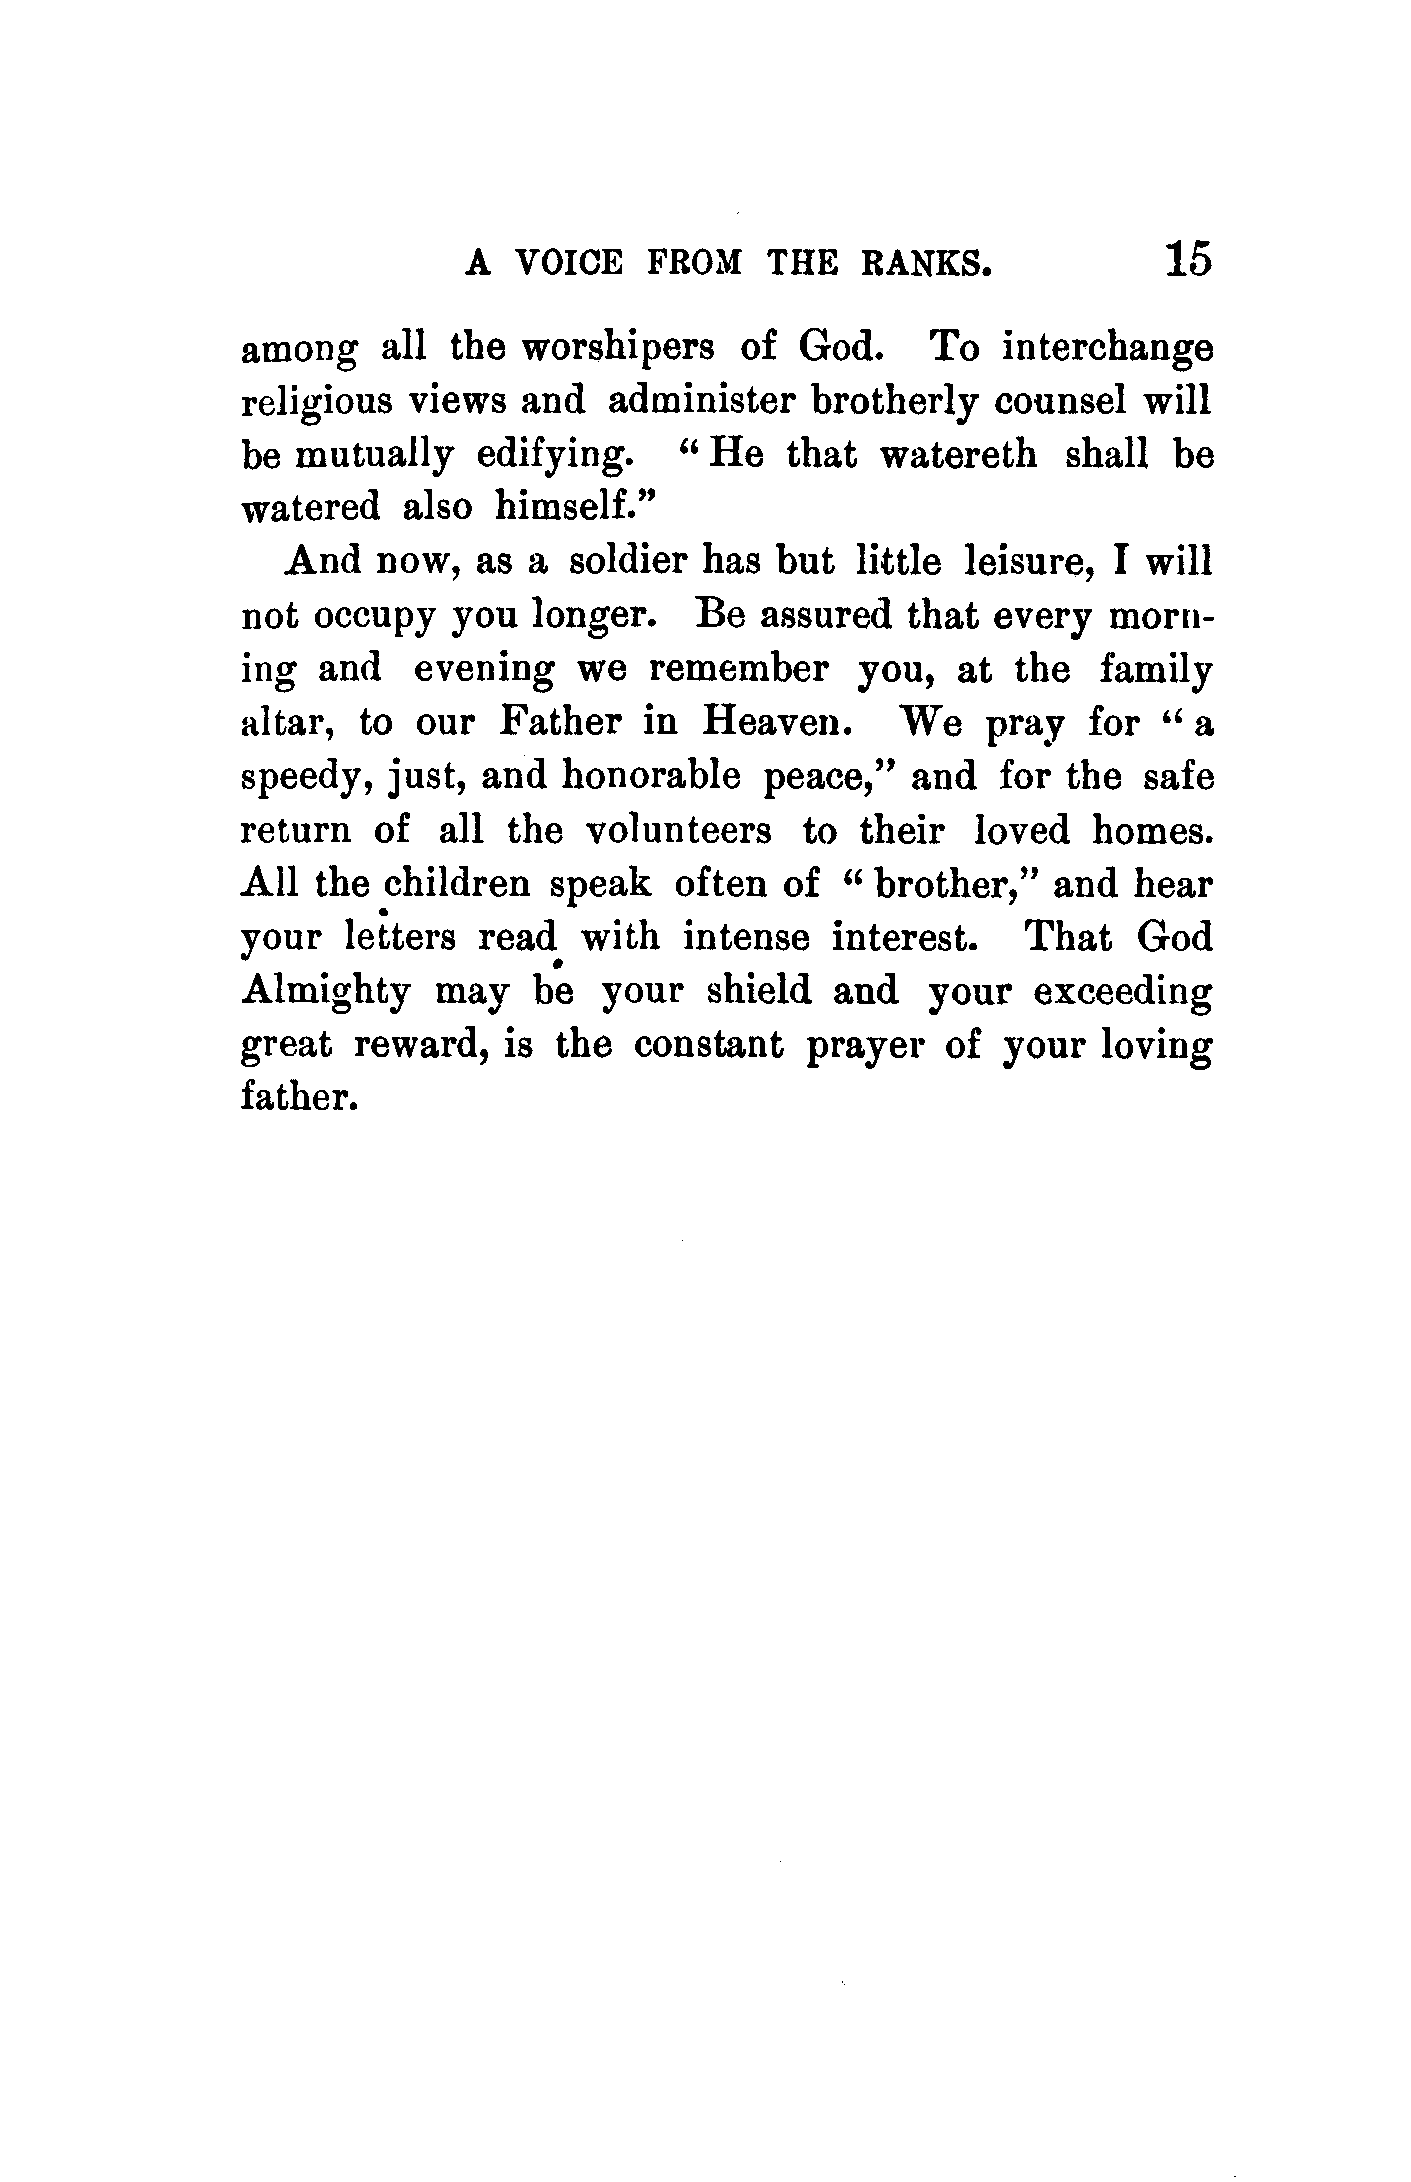 A VOICE FROM THE RANKS. 15
among all the worshipers of God. To interchange
religious views and administer brotherly counsel will
be mutually edifying. “ He that watereth shall be
watered also himself.”
And now, as a soldier has but little leisure, I will
not occupy you longer. Be assured that every morn-
ing and evening we remember you, at the family
altar, to our Father in Heaven. We pray for “ a
speedy, just, and honorable peace,” and for the safe
return of all the volunteers to their loved homes.
All the children speak often of “ brother,” and hear
your letters read with intense interest. That God
Almighty may be your shield and your exceeding
great reward, is the constant prayer of your loving
father.